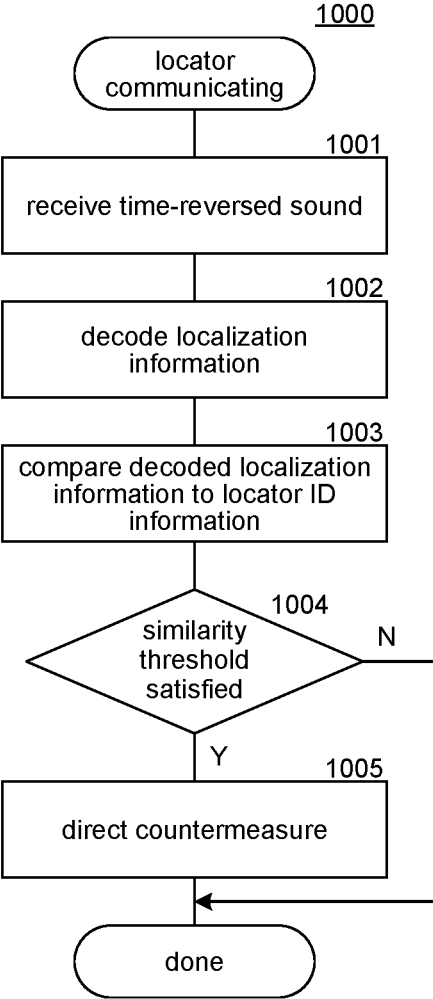 1000
locator
communicating
1001
receive time-reversed sound
1002
decode localization
information
1003
compare decoded localization
information to locator ID
information
1004
similarity
threshold
satisfied
N
Y
1005
direct countermeasure
done